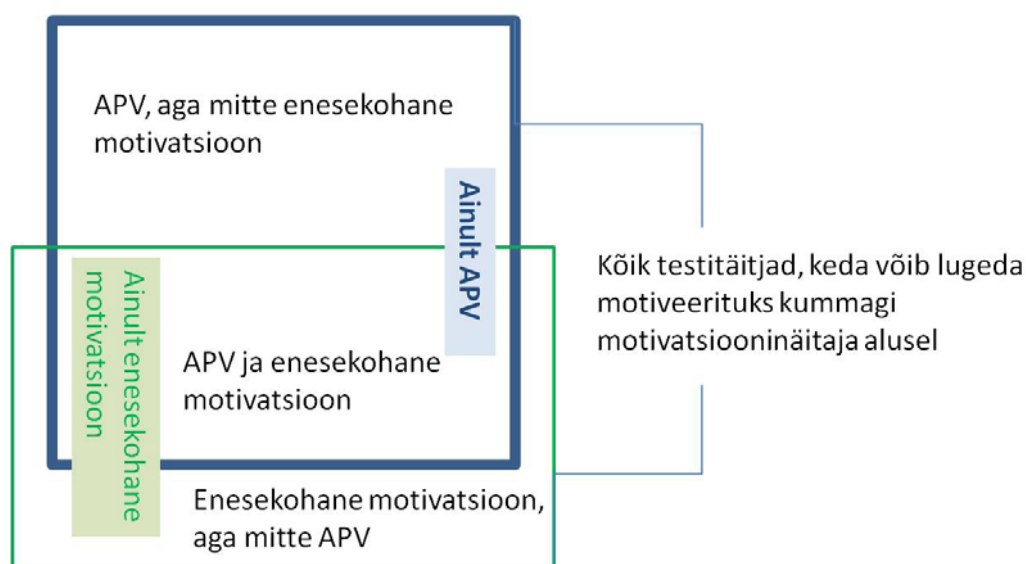 APV, aga mitte enesekohane
motivatsioon
Ainult APV
Ainult enesekohane
motivatsioon
APV ja enesekohane
motivatsioon
Enesekohane motivatsioon,
aga mitte APV
Kõik testitäitjad, keda võib lugeda
motiveerituks kummagi
motivatsiooninäitaja alusel